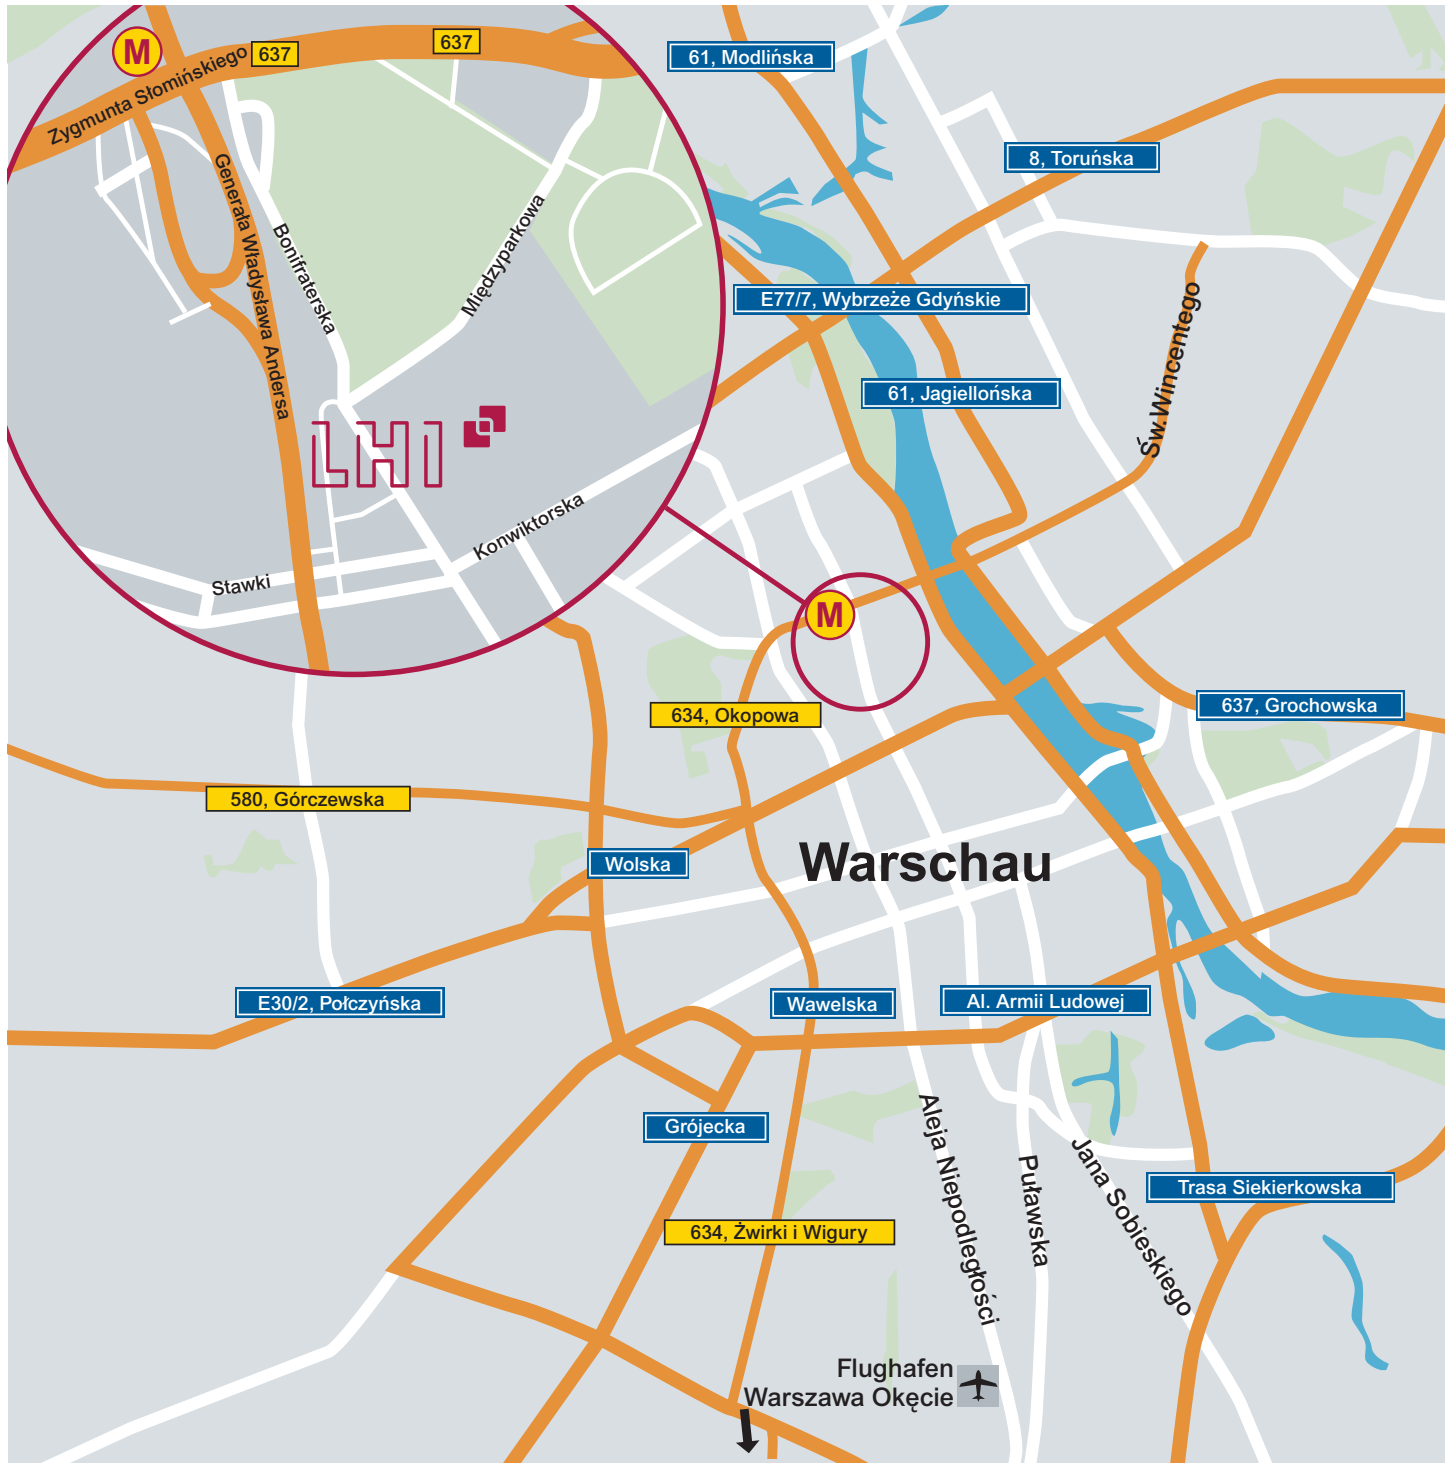 M
637
637
Zygmunta Słomińskiego
Generała Władysława Andersa
Bonifraterska
Międzyparkowa
LHI
Konwiktorska
Stawki
61, Modlińska
8, Toruńska
E77/7, Wybrzeże Gdyńskie
61, Jagiellońska
Św.Wincentego
M
634, Okopowa
637, Grochowska
580, Górczewska
Wolska
Warschau
E30/2, Połczyńska
Wawelska
Al. Armii Ludowej
Grójecka
Aleja Niepodległości
Puławska
Jana Sobieskiego
Trasa Siekierkowska
634, Żwirki i Wigury
Flughafen
Warszawa Okęcie